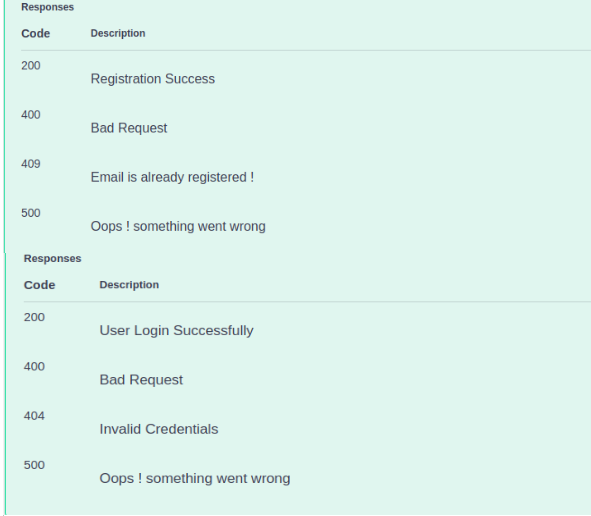 Responses
Code Description
200
Registration Success
400
Bad Request
409
Email is already registered !
500
Oops ! something went wrong
Responses
Code Description
200
User Login Successfully
400
Bad Request
404
Invalid Credentials
500
Oops ! something went wrong